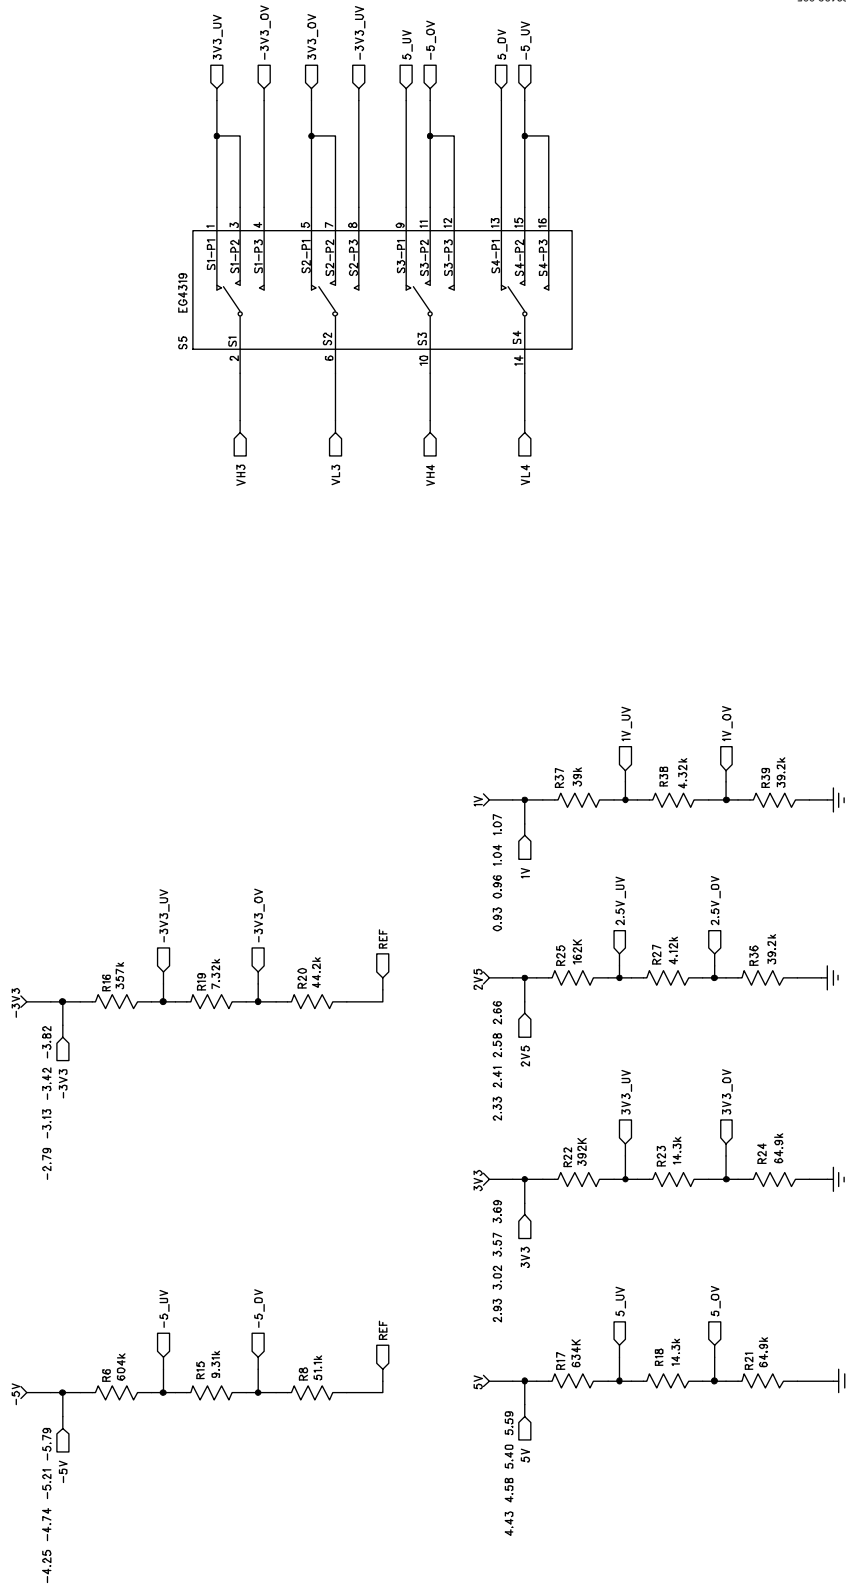 3V3_UV
-3V3_OV
3V3_OV
-3V3_UV
5_UV
-5_OV
5_OV
-5_UV
1
3
4
5
7
8
9
11
12
13
15
16
S1-P1
S1-P2
S1-P3
S2-P1
S2-P2
S2-P3
S3-P1
S3-P2
S3-P3
S4-P1
S4-P2
S4-P3
S5
EG4319
S1
S2
S3
S4
2
6
10
14
VH3
VL3
VH4
VL4
-3V3
-2.79 -3.13 -3.42 -3.82
-3V3
R16
357k
-3V3_UV
R19
7.32k
-3V3_OV
R20
44.2k
REF
-5V
-4.25 -4.74 -5.21 -5.79
-5V
R6
604k
-5_UV
R15
9.31k
-5_OV
R8
51.1k
REF
1V
0.93 0.96 1.04 1.07
1V
R37
39k
1V_UV
R38
4.32k
1V_OV
R39
39.2k
2V5
2.33 2.41 2.58 2.66
2V5
R25
162K
2.5V_UV
R27
4.12k
2.5V_OV
R36
39.2k
3V3
2.93 3.02 3.57 3.69
3V3
R22
392K
3V3_UV
R23
14.3k
3V3_OV
R24
64.9k
5V
4.43 4.58 5.40 5.59
5V
R17
634K
5_UV
R18
14.3k
5_OV
R21
64.9k